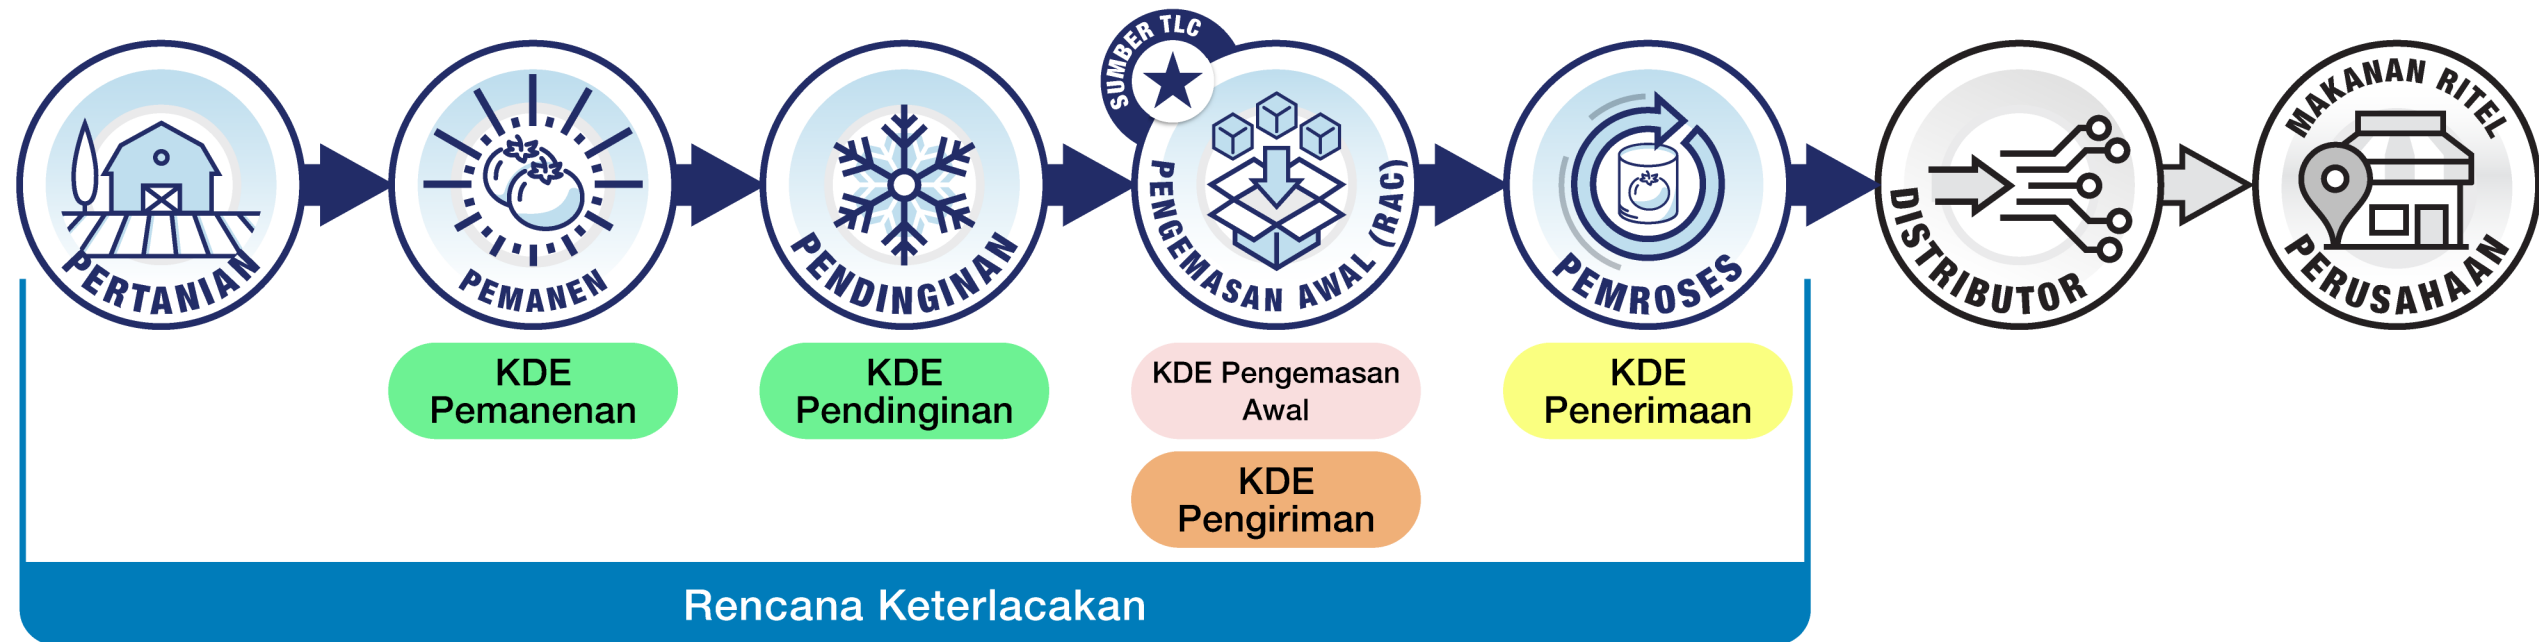 PERTANIAN
PEMANEN
PENDINGINAN
SUMBER TLC
PENGEMASAN AWAL (RAC)
PEMROSES
DISTRIBUTOR
MAKANAN RITEL
PERUSAHAAN
KDE
Pemanenan
KDE
Pendinginan
KDE Pengemasan
Awal
KDE
Pengiriman
KDE
Penerimaan
Rencana Keterlacakan